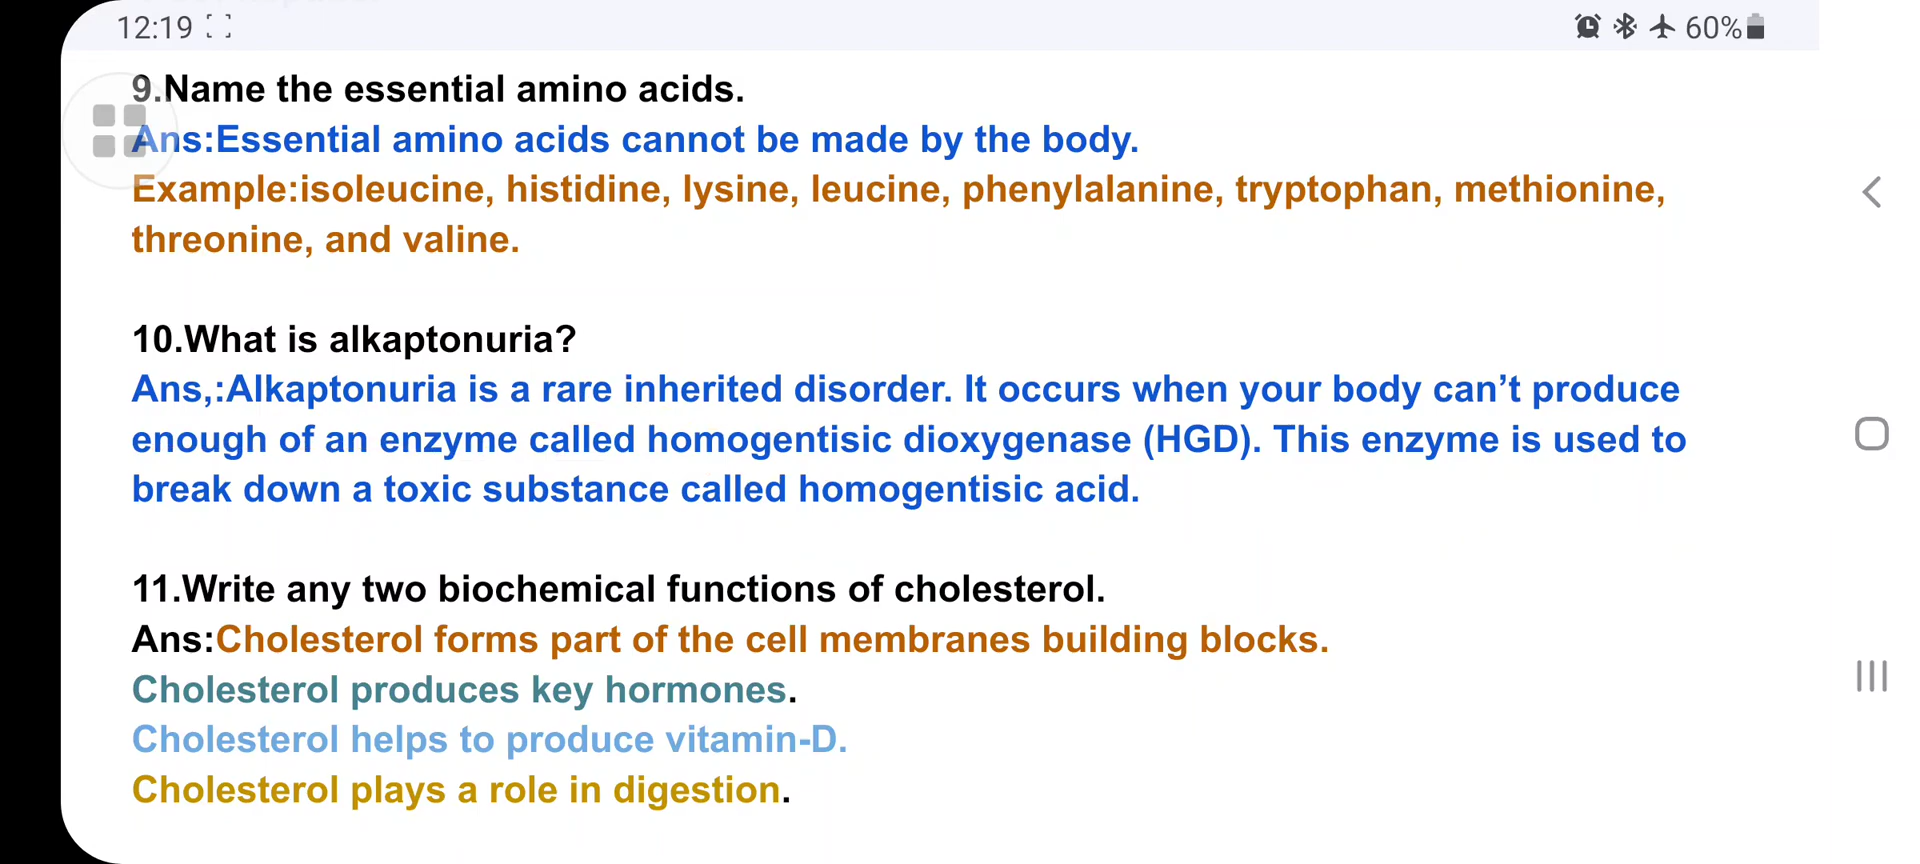 12:19
60%
9.Name the essential amino acids.
Ans:Essential amino acids cannot be made by the body.
Example:isoleucine, histidine, lysine, leucine, phenylalanine, tryptophan, methionine,
threonine, and valine.
10.What is alkaptonuria?
Ans,:Alkaptonuria is a rare inherited disorder. It occurs when your body can’t produce
enough of an enzyme called homogentisic dioxygenase (HGD). This enzyme is used to
break down a toxic substance called homogentisic acid.
11.Write any two biochemical functions of cholesterol.
Ans:Cholesterol forms part of the cell membranes building blocks.
Cholesterol produces key hormones.
Cholesterol helps to produce vitamin-D.
Cholesterol plays a role in digestion.